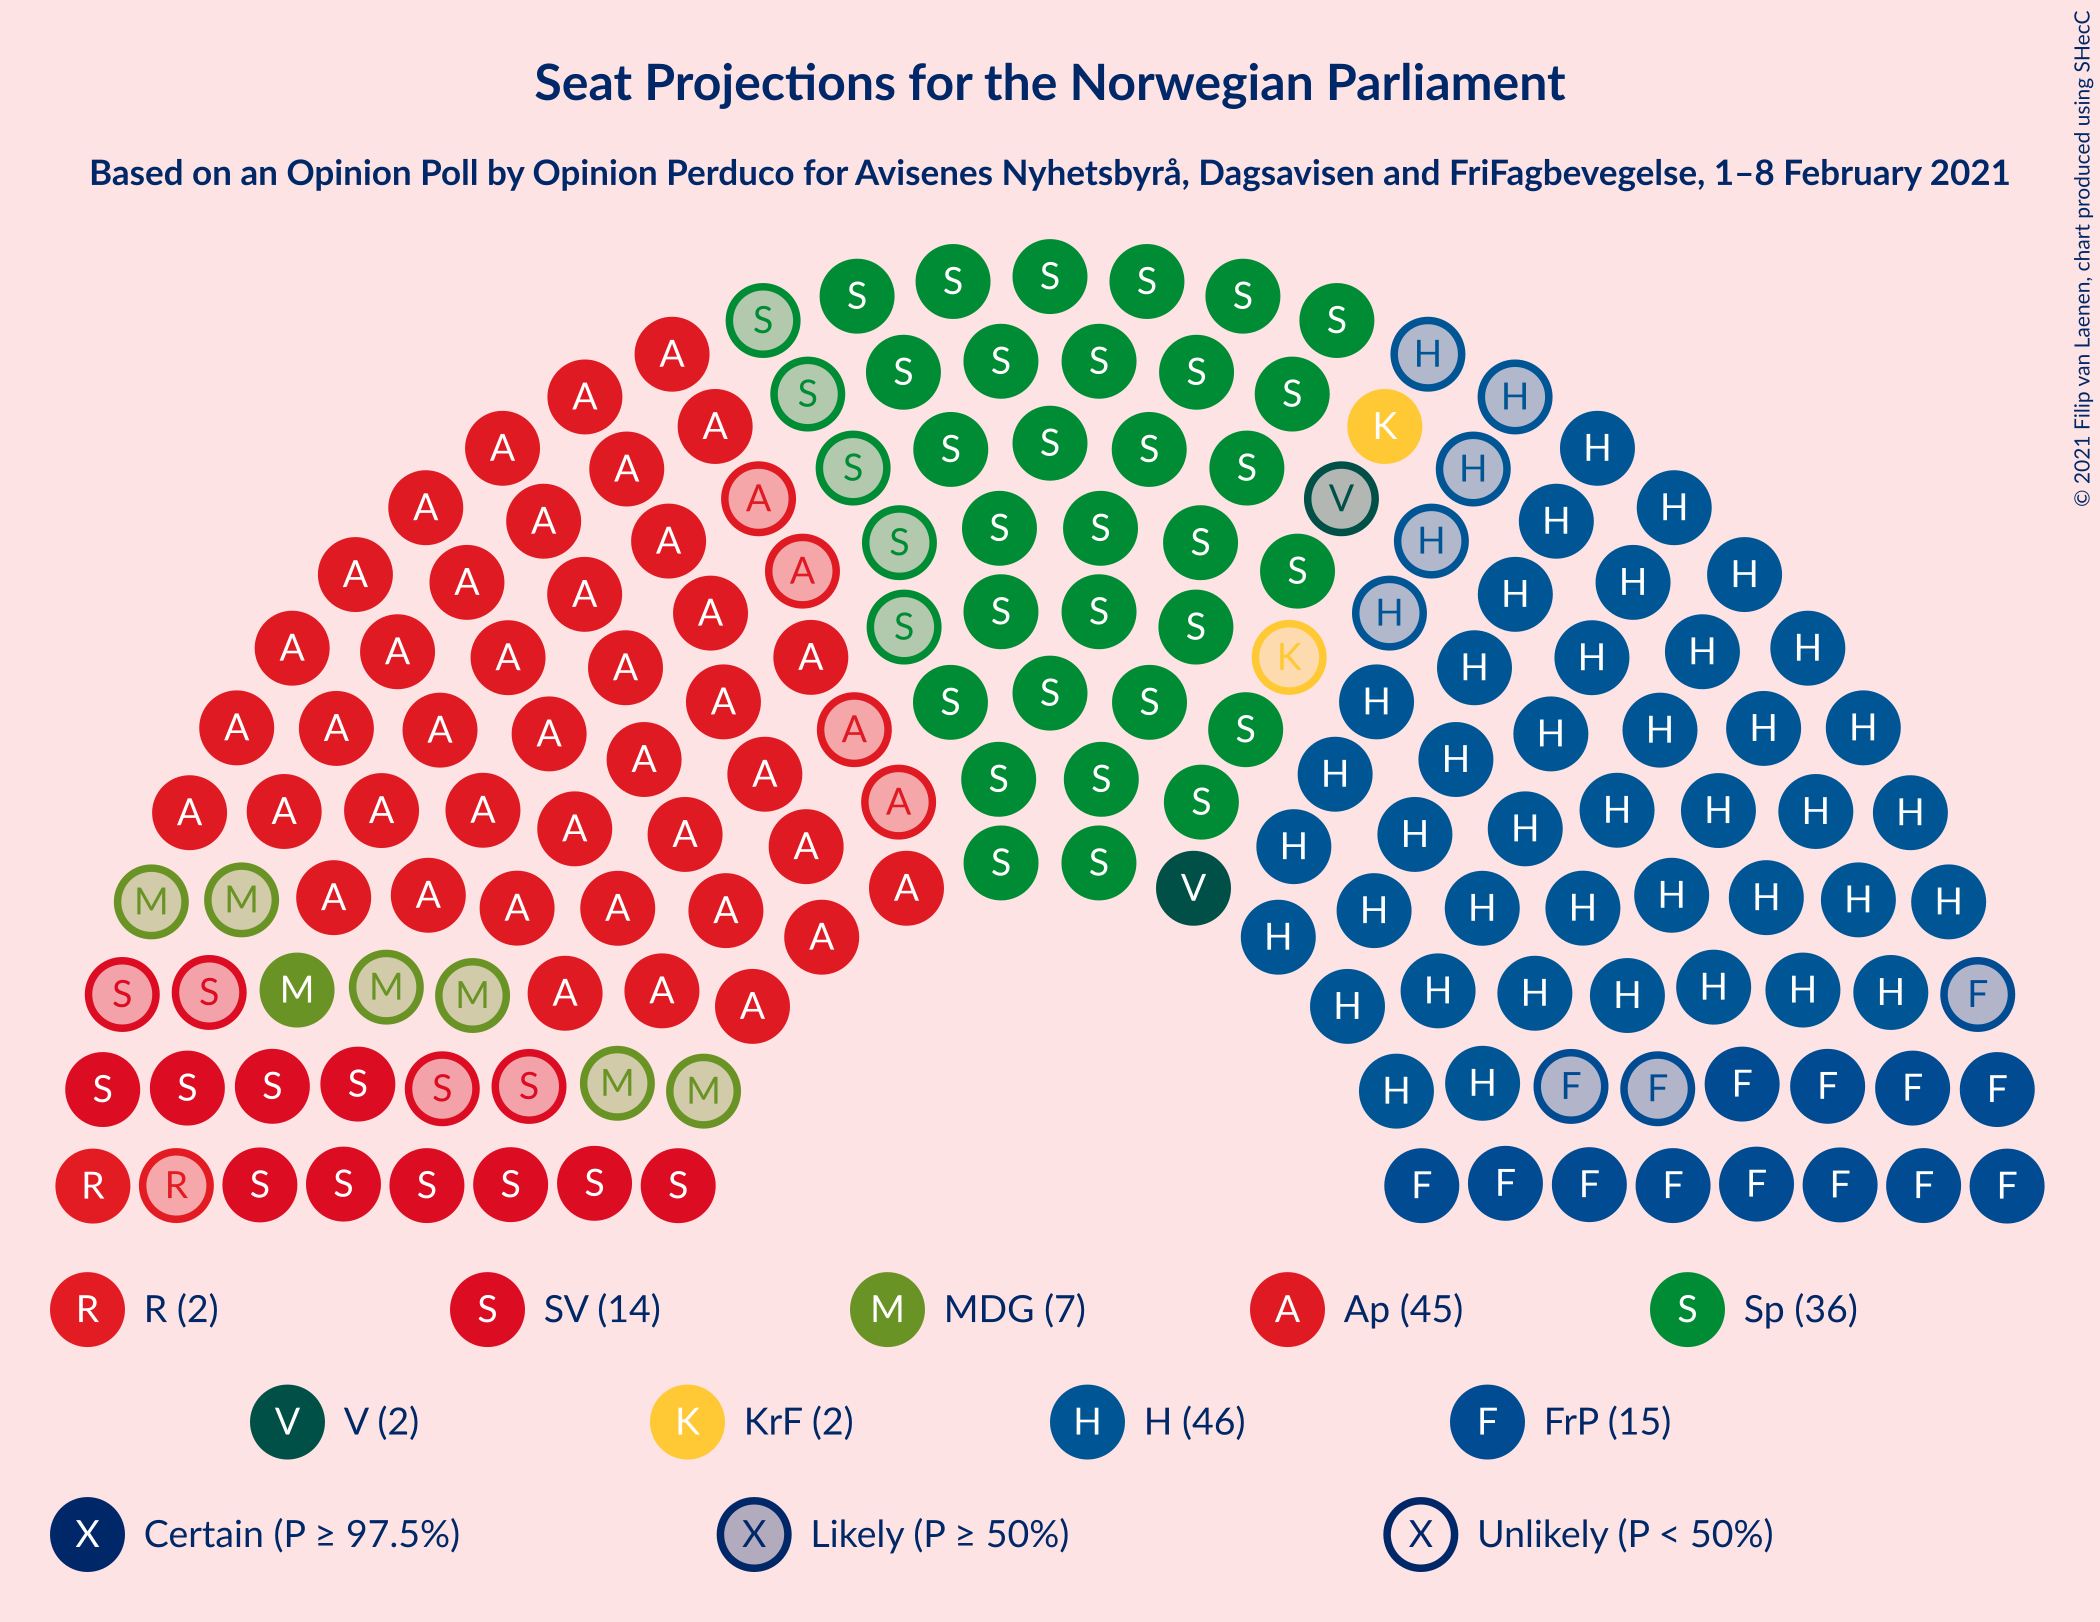 Seat Projections for the Norwegian Parliament
Based on an Opinion Poll by Opinion Perduco for Avisenes Nyhetsbyrå, Dagsavisen and FriFagbevegelse, 1–8 February 2021
© 2021 Filip van Laenen, chart produced using SHecC
S S S S S S S
A H
S S S S S
A A H
S S K
A A H H
S S S S S
A A V H
A A S S S S H H
A A A S H H H
A A A S S S H H H
A A A A K H H H
A A A S S S S H H H
A A A A A S H H H H
A A A S S S H H H
A A A A A A H H H H H H
A A A S S V H H H
M M A A A A A A H H H H H H H H
S S M M M A A A H H H H H H H F
S S S S S S M M H H F F F F F F
R R S S S S S S F F F F F F F F
R R (2) S SV (14) M MDG (7) A Ap (45) S Sp (36)
V V (2) K KrF (2) H H (46) F FrP (15)
X Certain (P ≥ 97.5%) X Likely (P ≥ 50%) X Unlikely (P < 50%)